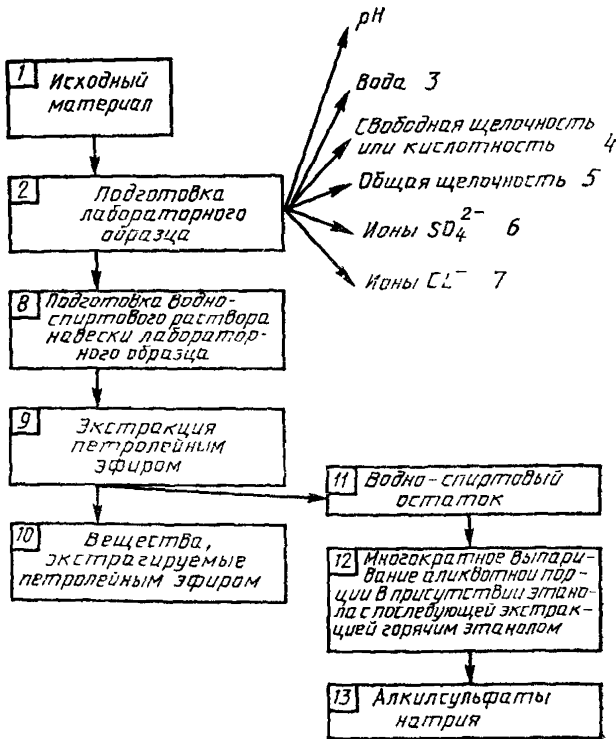 1
Исходный
материал
2
Подготовка
лабораторного
образца
pH
Вода 3
Свободная щелочность
или кислотность 4
Общая щелочность 5
Ионы SO₄²⁻ 6
Ионы CL⁻ 7
8
Подготовка водно-
спиртового раствора
навески лаборатор-
ного образца
9
Экстракция
петролейным
эфиром
10
Вещества,
экстрагируемые
петролейным эфиром
11
Водно-спиртовый
остаток
12
Многократное выпари-
вание аликвотной пор-
ции в присутствии этано-
ла с последующей экстрак-
цией горячим этанолом
13
Алкилсульфаты
натрия